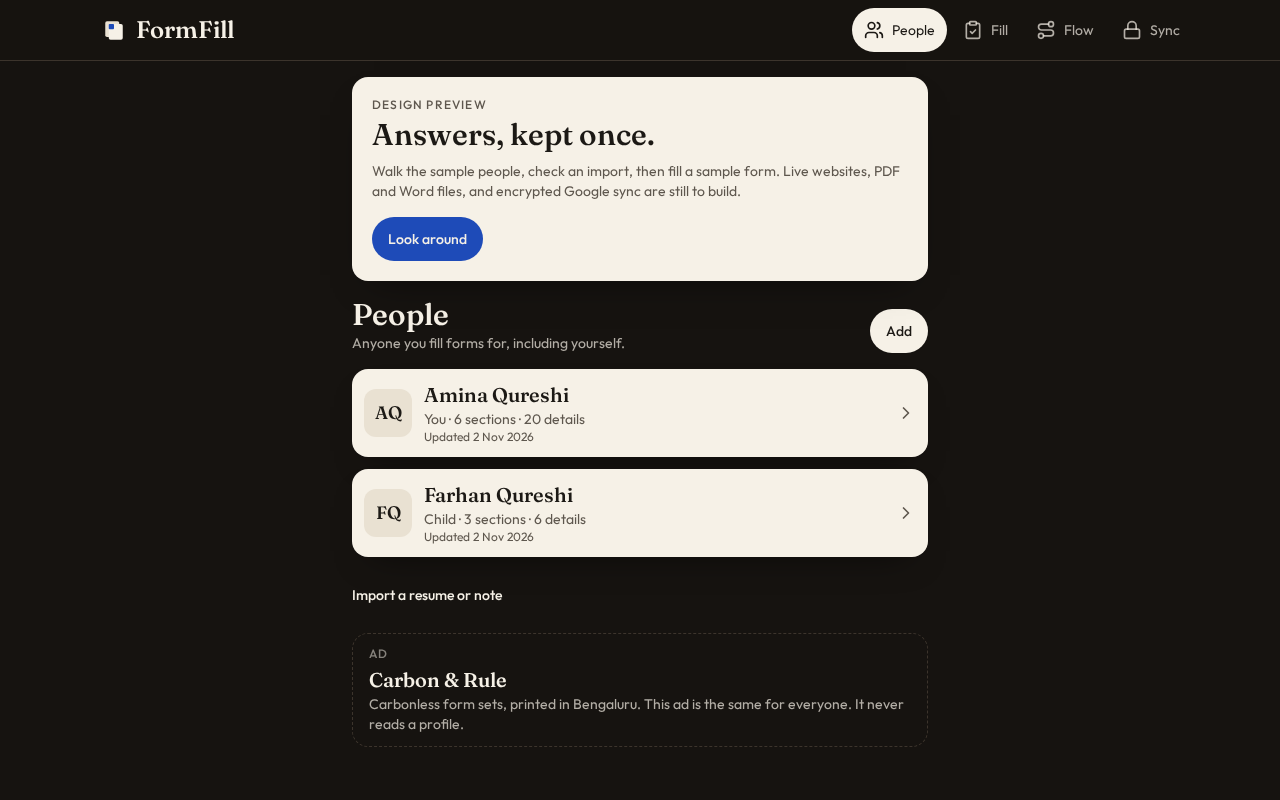 FormFill
People
Fill
Flow
Sync
DESIGN PREVIEW
Answers, kept once.
Walk the sample people, check an import, then fill a sample form. Live websites, PDF
and Word files, and encrypted Google sync are still to build.
Look around
People
Anyone you fill forms for, including yourself.
Add
AQ
Amina Qureshi
You · 6 sections · 20 details
Updated 2 Nov 2026
FQ
Farhan Qureshi
Child · 3 sections · 6 details
Updated 2 Nov 2026
Import a resume or note
AD
Carbon & Rule
Carbonless form sets, printed in Bengaluru. This ad is the same for everyone. It never
reads a profile.